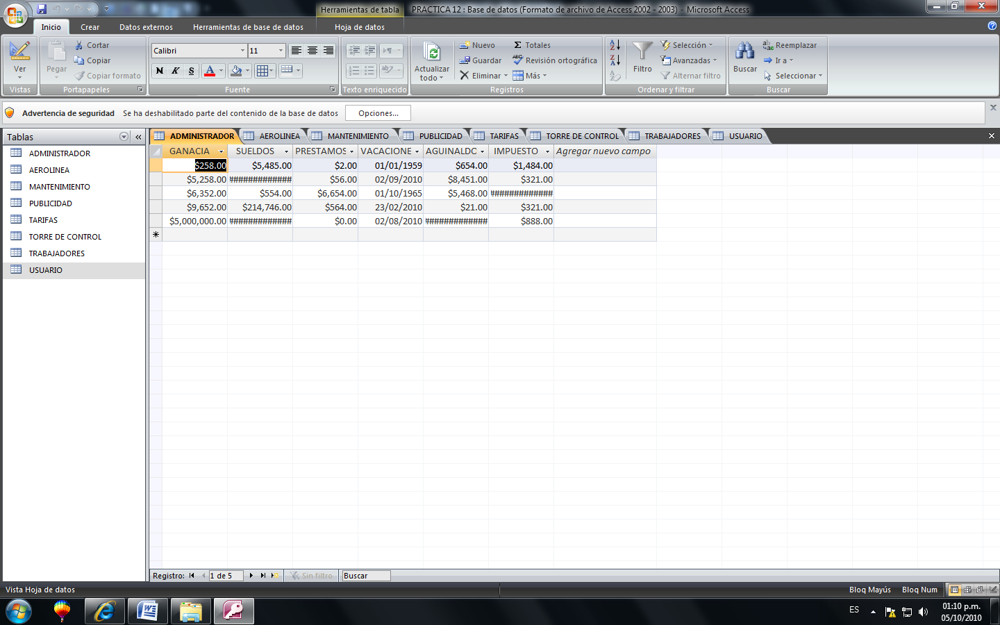 Herramientas de tabla PRACTICA 12 : Base de datos (Formato de archivo de Access 2002 - 2003) - Microsoft Access
Inicio Crear Datos externos Herramientas de base de datos Hoja de datos
Ver
Vistas
Pegar
Cortar
Copiar
Copiar formato
Portapapeles
Calibri 11
N K S A
Fuente
Texto enriquecido
Actualizar todo
Nuevo
Guardar
Eliminar
Totales
Revisión ortográfica
Más
Registros
Filtro
Selección
Avanzadas
Alternar filtro
Ordenar y filtrar
Buscar
Reemplazar
Ir a
Seleccionar
Buscar
Advertencia de seguridad Se ha deshabilitado parte del contenido de la base de datos Opciones...
Tablas
ADMINISTRADOR
AEROLINEA
MANTENIMIENTO
PUBLICIDAD
TARIFAS
TORRE DE CONTROL
TRABAJADORES
USUARIO
ADMINISTRADOR AEROLINEA MANTENIMIENTO PUBLICIDAD TARIFAS TORRE DE CONTROL TRABAJADORES USUARIO
GANACIA SUELDOS PRESTAMOS VACACIONE AGUINALDO IMPUESTO Agregar nuevo campo
$258.00 $5,485.00 $2.00 01/01/1959 $654.00 $1,484.00
$5,258.00 ############# $56.00 02/09/2010 $8,451.00 $321.00
$6,352.00 $554.00 $6,654.00 01/10/1965 $5,468.00 #############
$9,652.00 $214,746.00 $564.00 23/02/2010 $21.00 $321.00
$5,000,000.00 ############# $0.00 02/08/2010 ############# $888.00
Registro: 1 de 5 Sin filtro Buscar
Vista Hoja de datos Bloq Mayús Bloq Num
ES 01:10 p.m.
05/10/2010